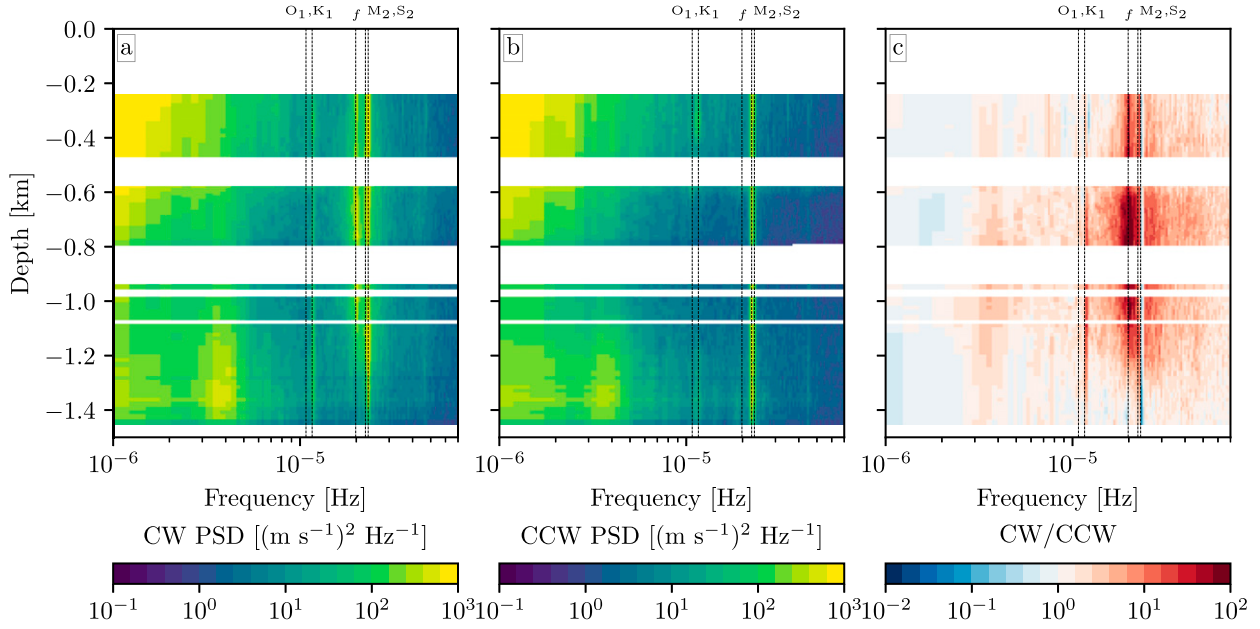 O₁,K₁ f M₂,S₂ O₁,K₁ f M₂,S₂ O₁,K₁ f M₂,S₂
a b c
0.0
−0.2
−0.4
−0.6
−0.8
−1.0
−1.2
−1.4
Depth [km]
10⁻⁶ 10⁻⁵ 10⁻⁶ 10⁻⁵ 10⁻⁶ 10⁻⁵
Frequency [Hz] Frequency [Hz] Frequency [Hz]
CW PSD [(m s⁻¹)² Hz⁻¹] CCW PSD [(m s⁻¹)² Hz⁻¹] CW/CCW
10⁻¹ 10⁰ 10¹ 10² 10³ 10⁻¹ 10⁰ 10¹ 10² 10³ 10⁻² 10⁻¹ 10⁰ 10¹ 10²